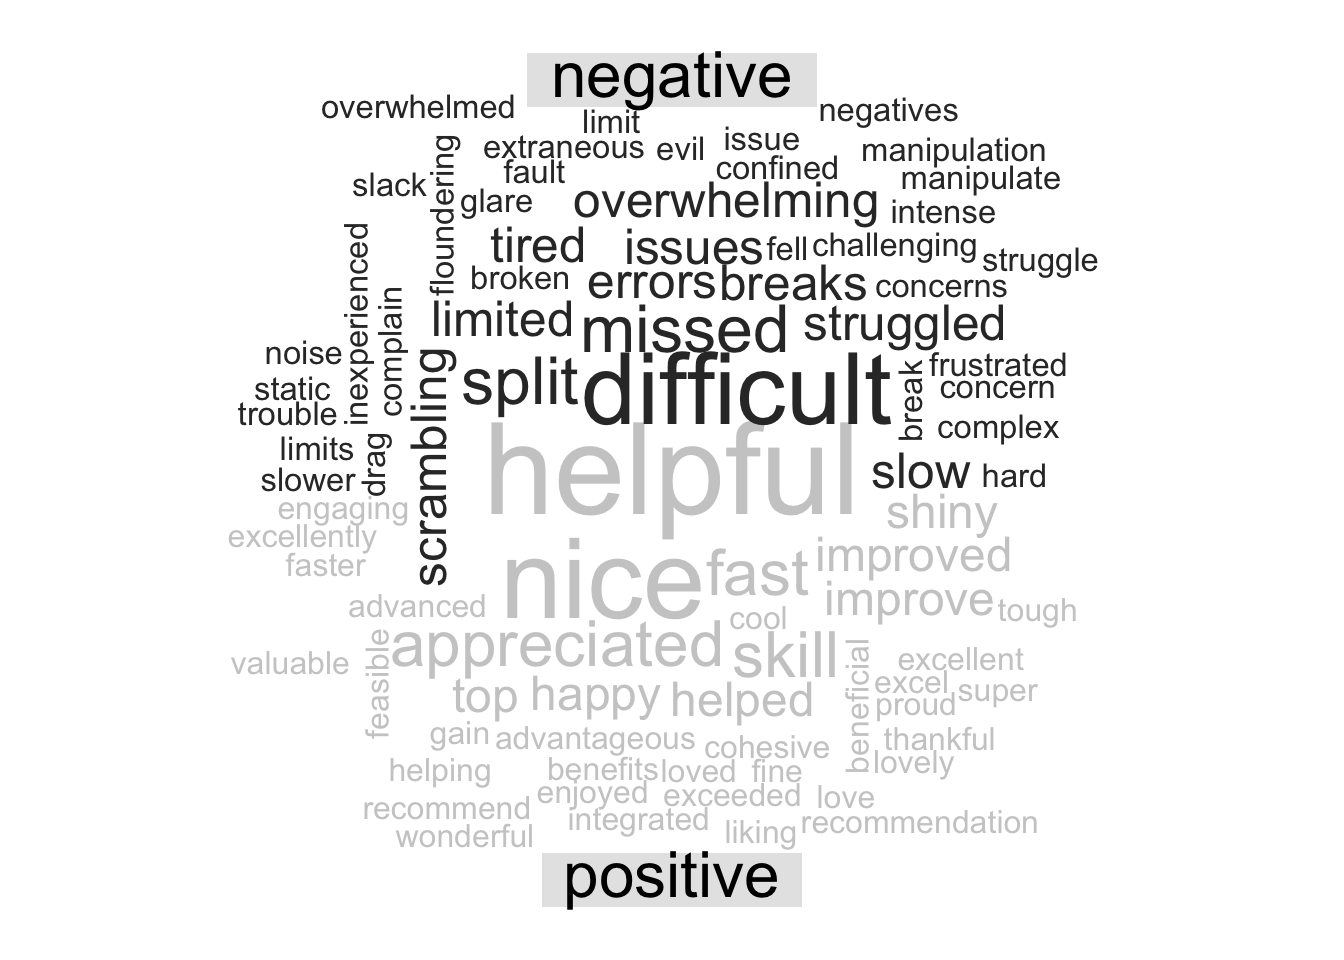 negative
overwhelmed
limit
negatives
extraneous
evil
issue
manipulation
fault
confined
manipulate
slack
floundering
glare
overwhelming
intense
tired
issues
fell
challenging
struggle
inexperienced
broken
errors
breaks
concerns
complain
limited
missed
struggled
noise
static
trouble
split
difficult
break
frustrated
concern
complex
limits
drag
slower
scrambling
slow
hard
helpful
engaging
excellently
faster
shiny
nice
fast
improved
improve
tough
advanced
cool
appreciated
skill
valuable
feasible
beneficial
excellent
excel
super
proud
top
happy
helped
gain
advantageous
cohesive
thankful
helping
benefits
loved
fine
lovely
recommend
enjoyed
exceeded
love
wonderful
integrated
liking
recommendation
positive